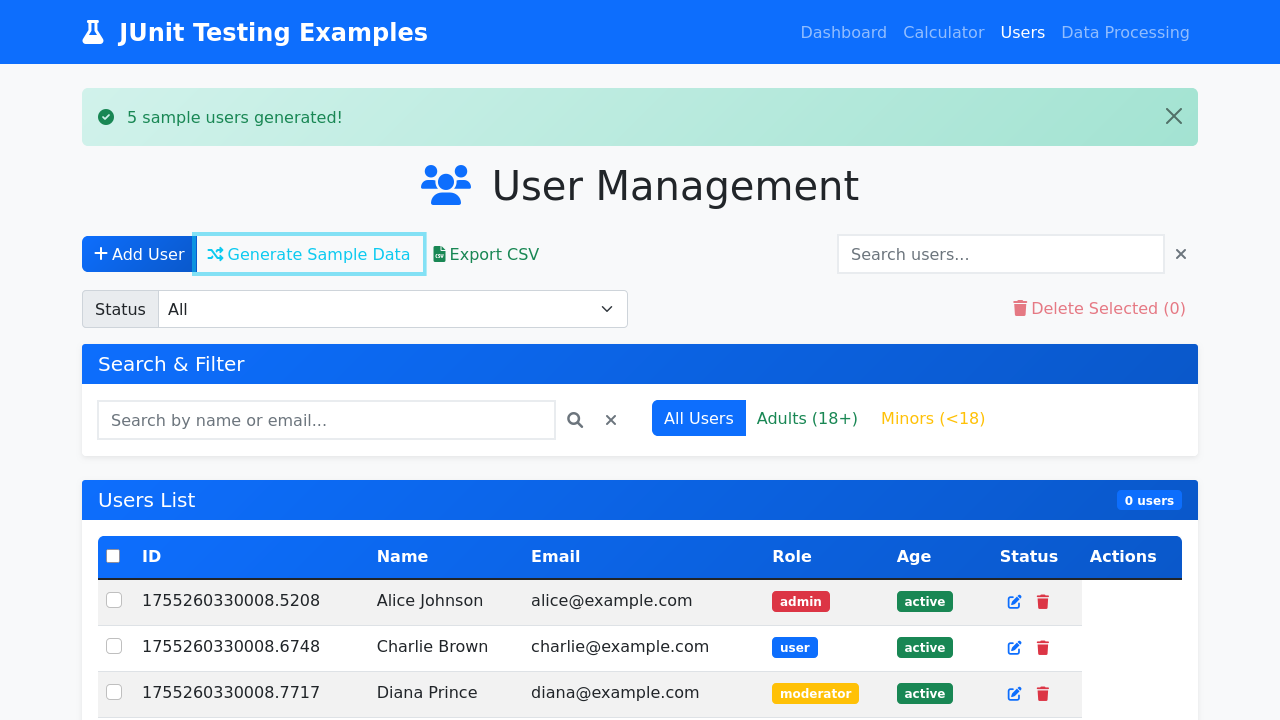 JUnit Testing Examples
Dashboard Calculator Users Data Processing
5 sample users generated!
User Management
Add User Generate Sample Data Export CSV Search users...
Status All Delete Selected (0)
Search & Filter
Search by name or email... All Users Adults (18+) Minors (<18)
Users List 0 users
ID Name Email Role Age Status Actions
1755260330008.5208 Alice Johnson alice@example.com admin active
1755260330008.6748 Charlie Brown charlie@example.com user active
1755260330008.7717 Diana Prince diana@example.com moderator active